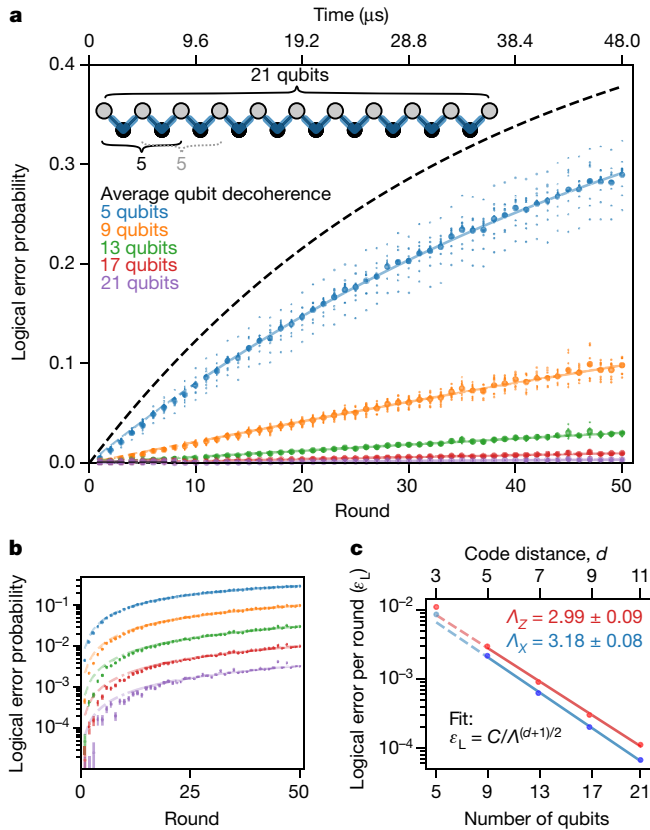 a
Time (μs)
0 9.6 19.2 28.8 38.4 48.0
0.4
21 qubits
5 5
0.3
Average qubit decoherence
5 qubits
9 qubits
13 qubits
17 qubits
21 qubits
0.2
0.1
0.0
Logical error probability
0 10 20 30 40 50
Round
b
Logical error probability
10⁻¹
10⁻²
10⁻³
10⁻⁴
0 50
Round
c
Code distance, d
3 5 7 9 11
Logical error per round (εL)
10⁻²
10⁻³
10⁻⁴
ΛZ = 2.99 ± 0.09
ΛX = 3.18 ± 0.08
Fit:
εL = C/Λ^(d+1)/2
5 9 13 17 21
Number of qubits